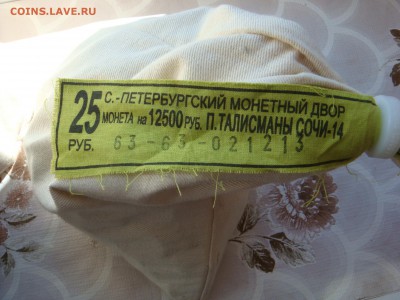 COINS.LAVE.RU
С.-ПЕТЕРБУРГСКИЙ МОНЕТНЫЙ ДВОР
25 МОНЕТА на 12500 РУБ. П.ТАЛИСМАНЫ СОЧИ-14
РУБ. 63-63-021213